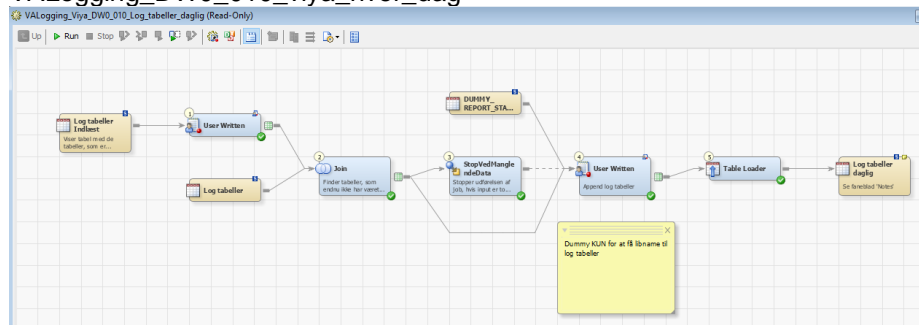 VALogging_Viya_DW0_010_Log_tabeller_daglig (Read-Only)
Up Run Stop
DUMMY_
REPORT_STA...
Log tabeller
Indlæst
Viser tabel med de
tabeller, som er...
1
User Written
2
Join
Finder tabeller, som
endnu ikke har været...
Log tabeller
3
StopVedMangle
ndeData
Stopper udførelsen af
job, hvis input er to...
4
User Written
Append log tabeller
5
Table Loader
Log tabeller
daglig
Se faneblad 'Notes'
Dummy KUN for at få libname til
log tabeller